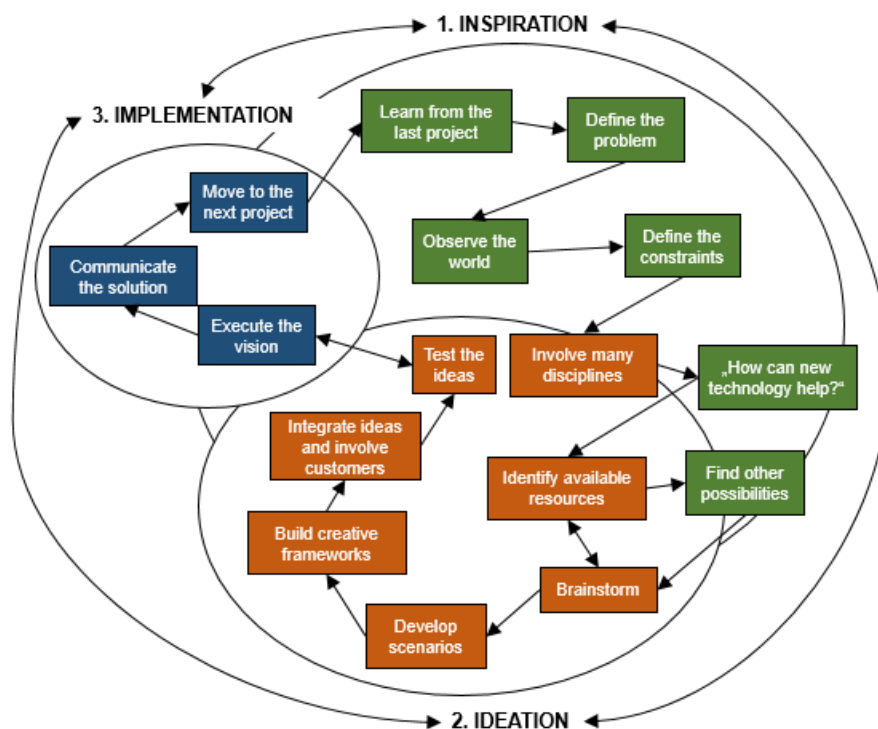 1. INSPIRATION
3. IMPLEMENTATION
Learn from the
last project
Define the
problem
Move to the
next project
Observe the
world
Define the
constraints
Communicate
the solution
Execute the
vision
Test the
ideas
Involve many
disciplines
„How can new
technology help?“
Integrate ideas
and involve
customers
Identify available
resources
Find other
possibilities
Build creative
frameworks
Brainstorm
Develop
scenarios
2. IDEATION